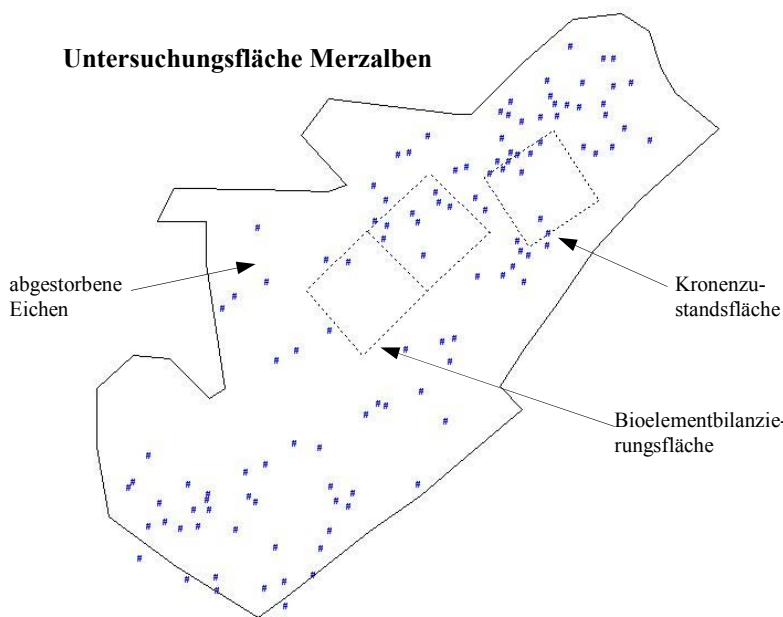 Untersuchungsfläche Merzalben
abgestorbene
Eichen
Kronenzu-
standsfläche
Bioelementbilanzie-
rungsfläche